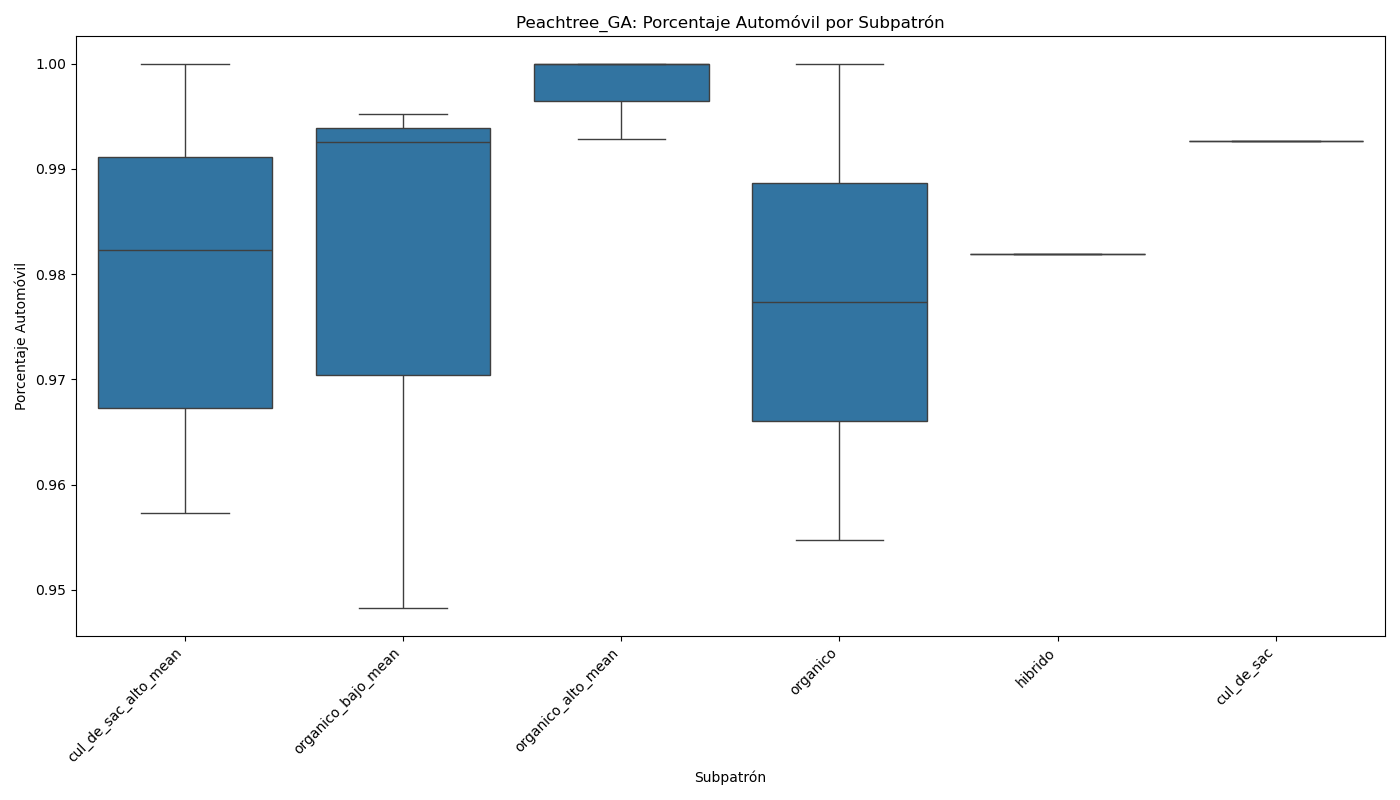 Peachtree_GA: Porcentaje Automóvil por Subpatrón
Porcentaje Automóvil
1.00
0.99
0.98
0.97
0.96
0.95
cul_de_sac_alto_mean
organico_bajo_mean
organico_alto_mean
organico
hibrido
cul_de_sac
Subpatrón